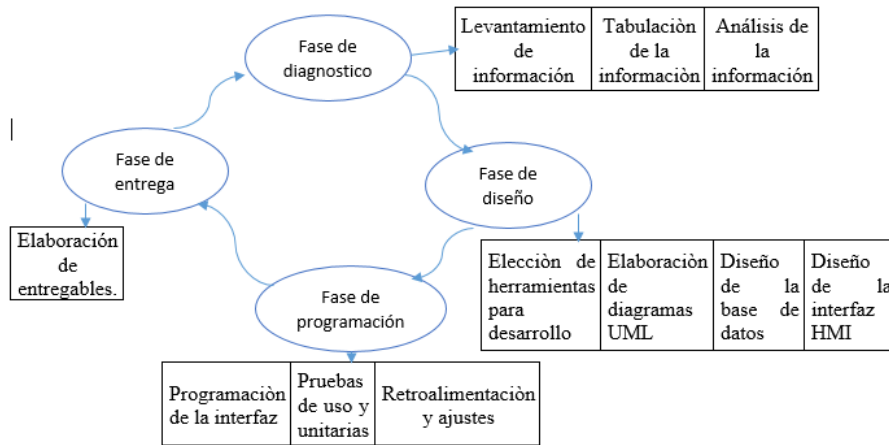 Fase de
diagnostico
Levantamiento
de
información
Tabulaciòn
de la
informaciòn
Análisis de
la
información
Fase de
entrega
Fase de
diseño
Elaboración
de
entregables.
Elecciòn de
herramientas
para
desarrollo
Elaboraciòn
de
diagramas
UML
Diseño
de la
base de
datos
Diseño
de la
interfaz
HMI
Fase de
programación
Programaciòn
de la interfaz
Pruebas
de uso y
unitarias
Retroalimentaciòn
y ajustes